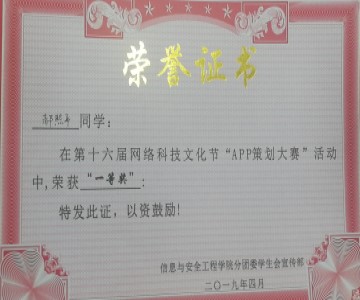 荣誉证书
同学:
在第十六届网络科技文化节“APP策划大赛”活动
中,荣获“一等奖”:
特发此证，以资鼓励!
信息与安全工程学院分团委学生会宣传部
二〇一九年四月